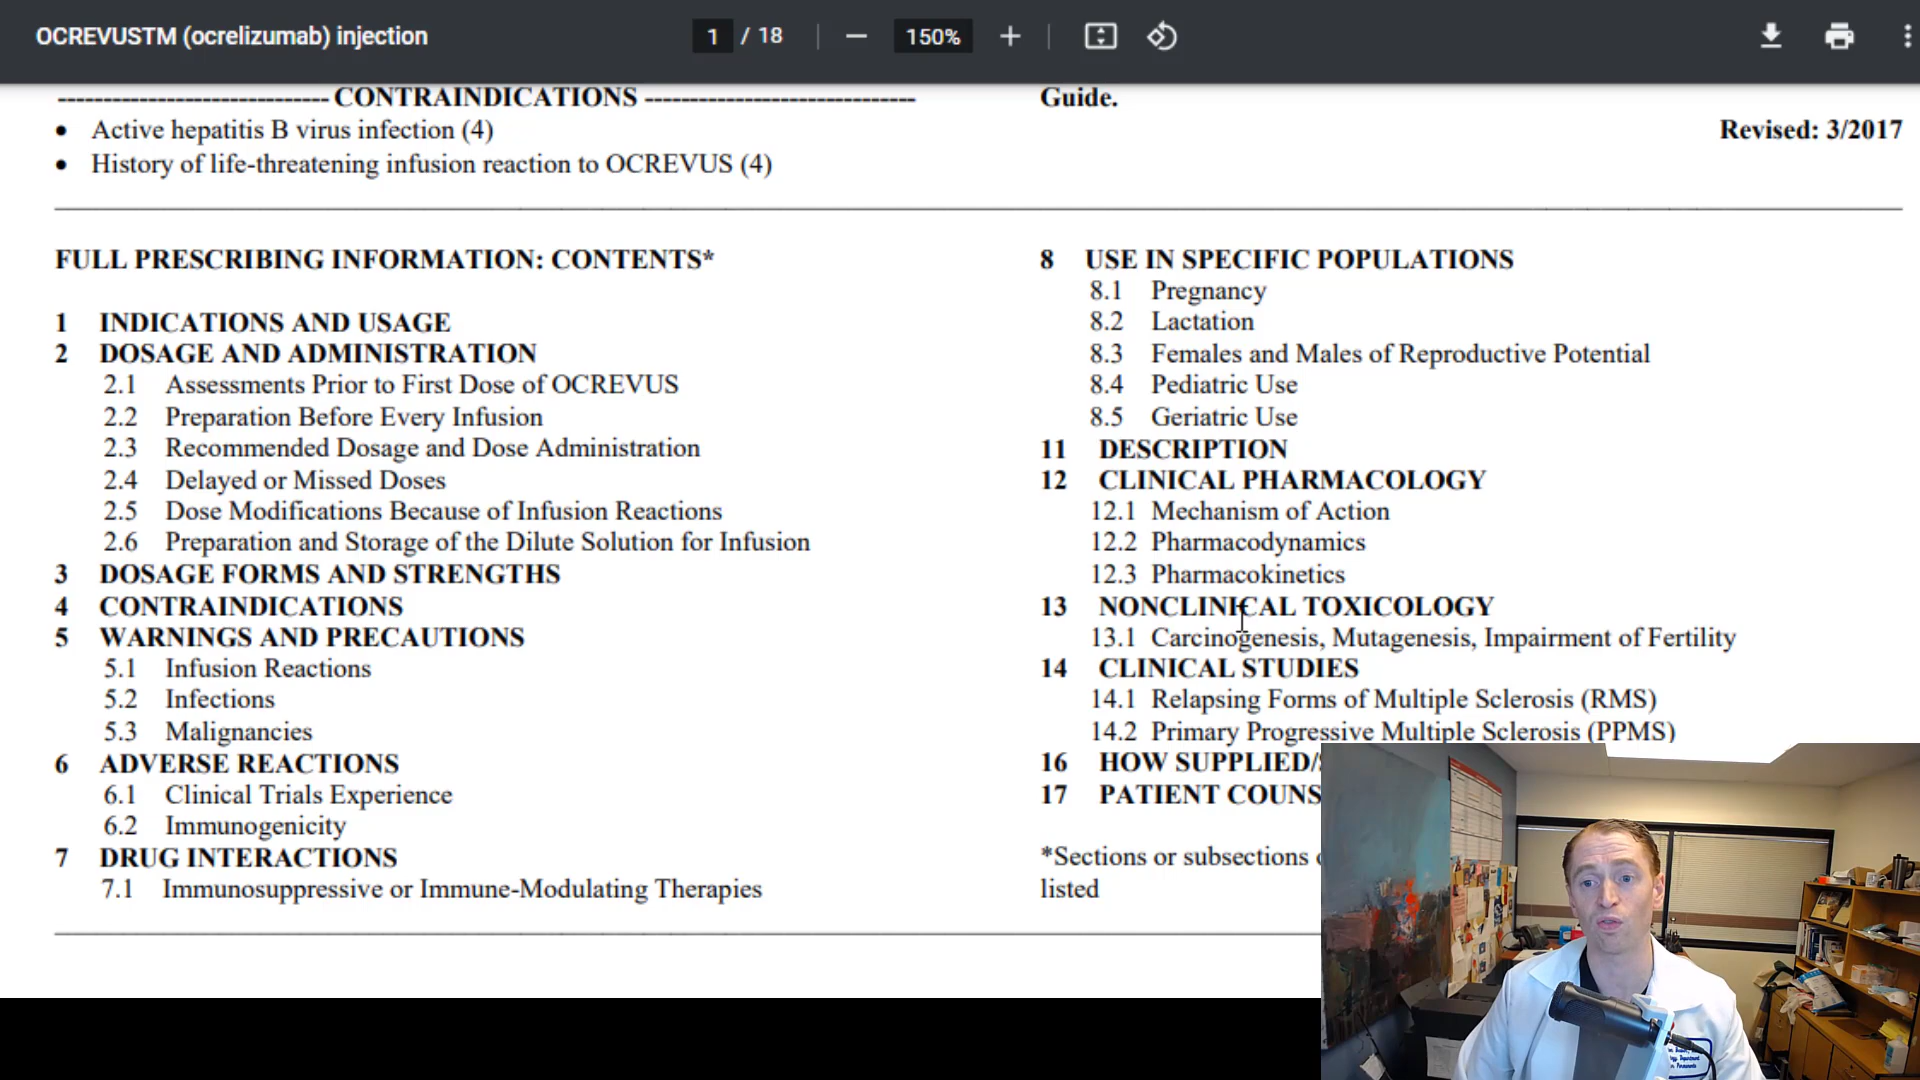 OCREVUSTM (ocrelizumab) injection
1 / 18
150%
CONTRAINDICATIONS
• Active hepatitis B virus infection (4)
• History of life-threatening infusion reaction to OCREVUS (4)
Guide.
Revised: 3/2017
FULL PRESCRIBING INFORMATION: CONTENTS*
1 INDICATIONS AND USAGE
2 DOSAGE AND ADMINISTRATION
2.1 Assessments Prior to First Dose of OCREVUS
2.2 Preparation Before Every Infusion
2.3 Recommended Dosage and Dose Administration
2.4 Delayed or Missed Doses
2.5 Dose Modifications Because of Infusion Reactions
2.6 Preparation and Storage of the Dilute Solution for Infusion
3 DOSAGE FORMS AND STRENGTHS
4 CONTRAINDICATIONS
5 WARNINGS AND PRECAUTIONS
5.1 Infusion Reactions
5.2 Infections
5.3 Malignancies
6 ADVERSE REACTIONS
6.1 Clinical Trials Experience
6.2 Immunogenicity
7 DRUG INTERACTIONS
7.1 Immunosuppressive or Immune-Modulating Therapies
8 USE IN SPECIFIC POPULATIONS
8.1 Pregnancy
8.2 Lactation
8.3 Females and Males of Reproductive Potential
8.4 Pediatric Use
8.5 Geriatric Use
11 DESCRIPTION
12 CLINICAL PHARMACOLOGY
12.1 Mechanism of Action
12.2 Pharmacodynamics
12.3 Pharmacokinetics
13 NONCLINICAL TOXICOLOGY
13.1 Carcinogenesis, Mutagenesis, Impairment of Fertility
14 CLINICAL STUDIES
14.1 Relapsing Forms of Multiple Sclerosis (RMS)
14.2 Primary Progressive Multiple Sclerosis (PPMS)
16 HOW SUPPLIED/
17 PATIENT COUNS
*Sections or subsections
listed